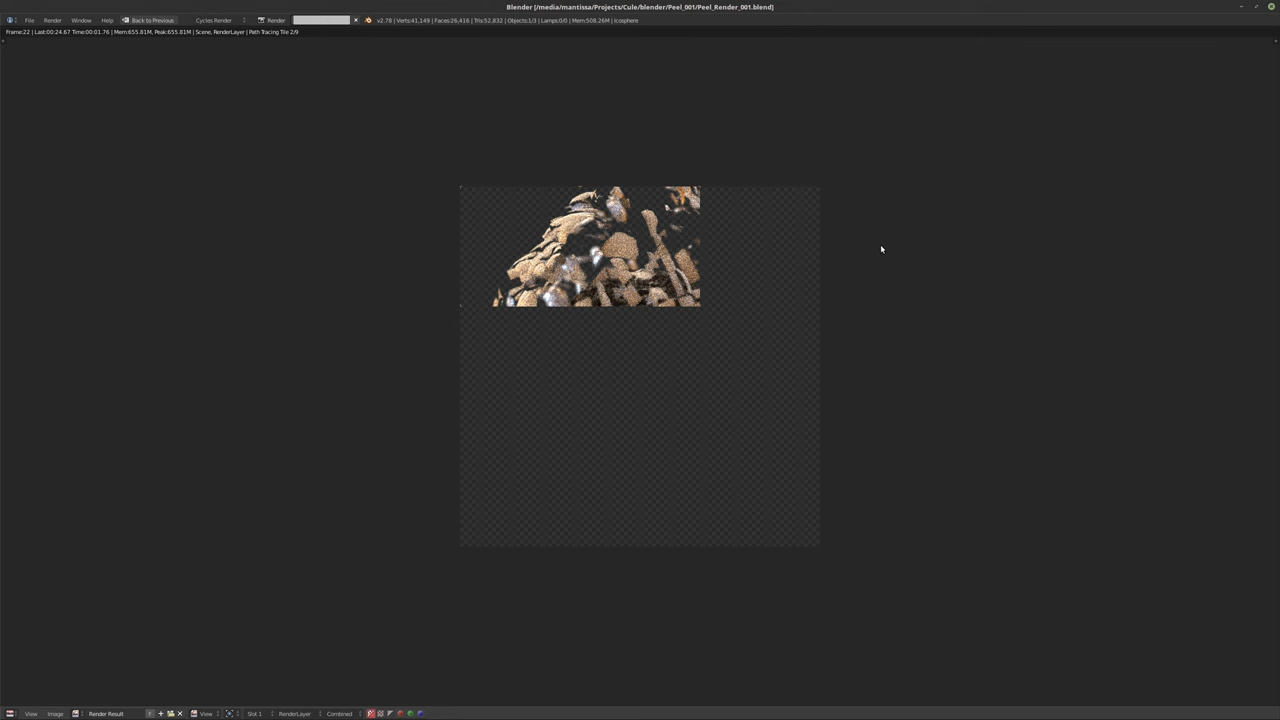 Blender [/media/mantissa/Projects/Cule/blender/Peel_001/Peel_Render_001.blend]
File Render Window Help Back to Previous Cycles Render Render v2.78 | Verts:41,149 | Faces:26,416 | Tris:52,832 | Objects:1/3 | Lamps:0/0 | Mem:508.26M | Icosphere
Frame:22 | Last:00:24.67 Time:00:01.76 | Mem:655.81M, Peak:655.81M | Scene, RenderLayer | Path Tracing Tile 2/9
View Image Render Result F View Slot 1 RenderLayer Combined